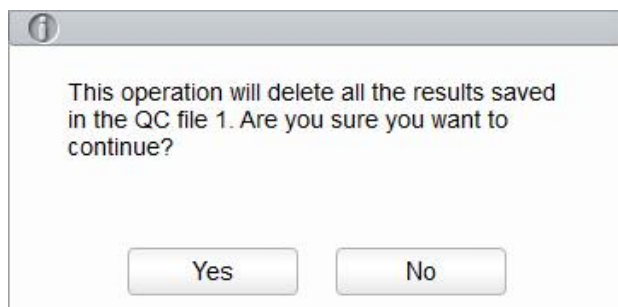 This operation will delete all the results saved
in the QC file 1. Are you sure you want to
continue?
Yes
No